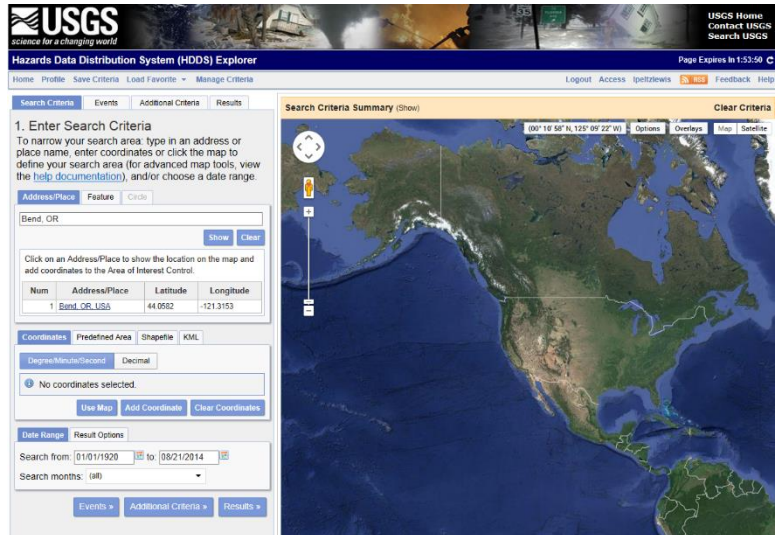 USGS
science for a changing world
USGS Home
Contact USGS
Search USGS
Hazards Data Distribution System (HDDS) Explorer
Page Expires In 1:53:50
Home Profile Save Criteria Load Favorite Manage Criteria
Logout Access lpeltzlewis RSS Feedback Help
Search Criteria Events Additional Criteria Results
Search Criteria Summary (Show)
Clear Criteria
1. Enter Search Criteria
To narrow your search area: type in an address or
place name, enter coordinates or click the map to
define your search area (for advanced map tools, view
the help documentation), and/or choose a date range.
Address/Place Feature Circle
Bend, OR
Show Clear
Click on an Address/Place to show the location on the map and
add coordinates to the Area of Interest Control.
Num Address/Place Latitude Longitude
1 Bend, OR, USA 44.0582 -121.3153
Coordinates Predefined Area Shapefile KML
Degree/Minute/Second Decimal
No coordinates selected.
Use Map Add Coordinate Clear Coordinates
Date Range Result Options
Search from: 01/01/1920 to: 08/21/2014
Search months: (all)
Events » Additional Criteria » Results »
(00° 10' 58" N, 125° 09' 22" W) Options Overlays Map Satellite